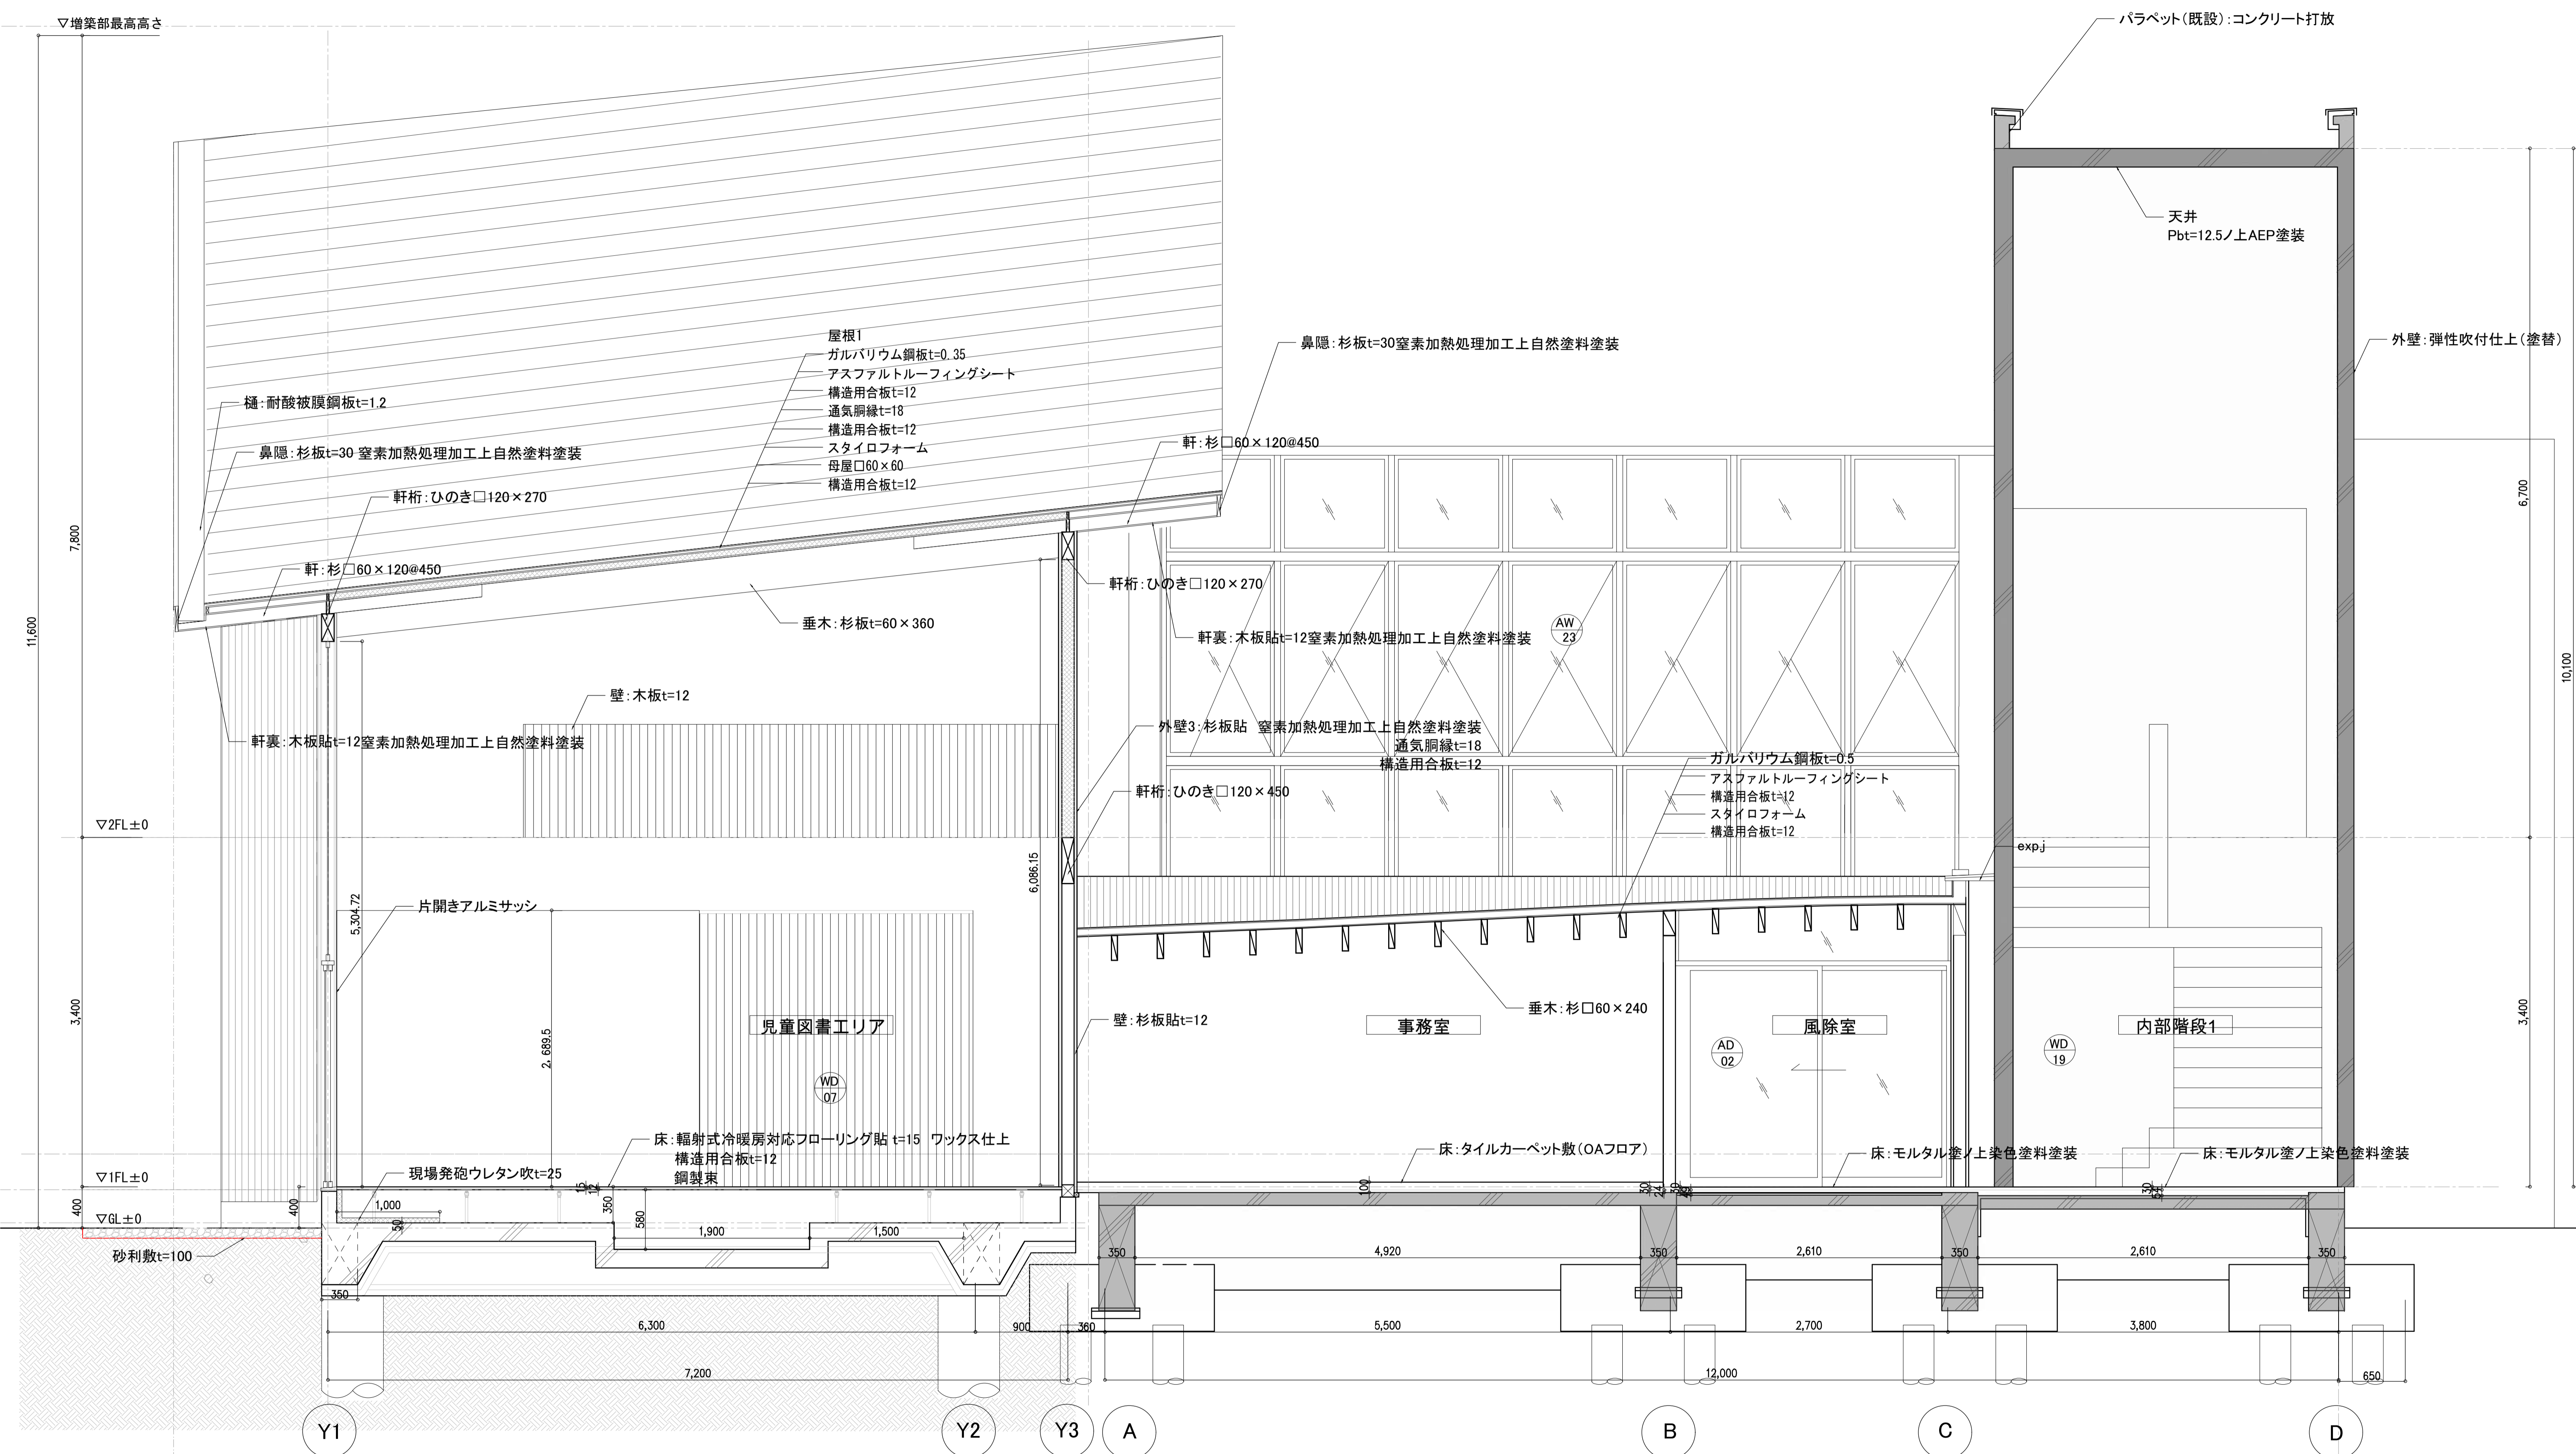 ▽増築部最高高さ
パラペット(既設):コンクリート打放
天井
Pbt=12.5ノ上AEP塗装
外壁:弾性吹付仕上(塗替)
屋根1
ガルバリウム鋼板t=0.35
アスファルトルーフィングシート
構造用合板t=12
通気胴縁t=18
構造用合板t=12
スタイロフォーム
母屋□60×60
構造用合板t=12
鼻隠:杉板t=30窒素加熱処理加工上自然塗料塗装
樋:耐酸被膜鋼板t=1.2
鼻隠:杉板t=30 窒素加熱処理加工上自然塗料塗装
軒:杉□60×120@450
軒桁:ひのき□120×270
軒:杉□60×120@450
軒桁:ひのき□120×270
垂木:杉板t=60×360
軒裏:木板貼t=12窒素加熱処理加工上自然塗料塗装
AW
23
壁:木板t=12
軒裏:木板貼t=12窒素加熱処理加工上自然塗料塗装
外壁3:杉板貼 窒素加熱処理加工上自然塗料塗装
通気胴縁t=18
構造用合板t=12
軒桁:ひのき□120×450
ガルバリウム鋼板t=0.5
アスファルトルーフィングシート
構造用合板t=12
スタイロフォーム
構造用合板t=12
exp.j
▽2FL±0
片開きアルミサッシ
垂木:杉□60×240
壁:杉板貼t=12
児童図書エリア
事務室
風除室
内部階段1
WD
07
AD
02
WD
19
床:輻射式冷暖房対応フローリング貼 t=15 ワックス仕上
構造用合板t=12
鋼製束
現場発砲ウレタン吹t=25
床:タイルカーペット敷(OAフロア)
床:モルタル塗ノ上染色塗料塗装
床:モルタル塗ノ上染色塗料塗装
▽1FL±0
▽GL±0
砂利敷t=100
11,600
7,800
3,400
400
400
5,304.72
6,086.15
2,689.5
6,700
3,400
10,100
1,000
50
15
12
350
580
1,900
1,500
350
100
30
24
30
350
4,920
350
2,610
350
2,610
350
6,300
900
360
5,500
2,700
3,800
7,200
12,000
650
Y1
Y2
Y3
A
B
C
D